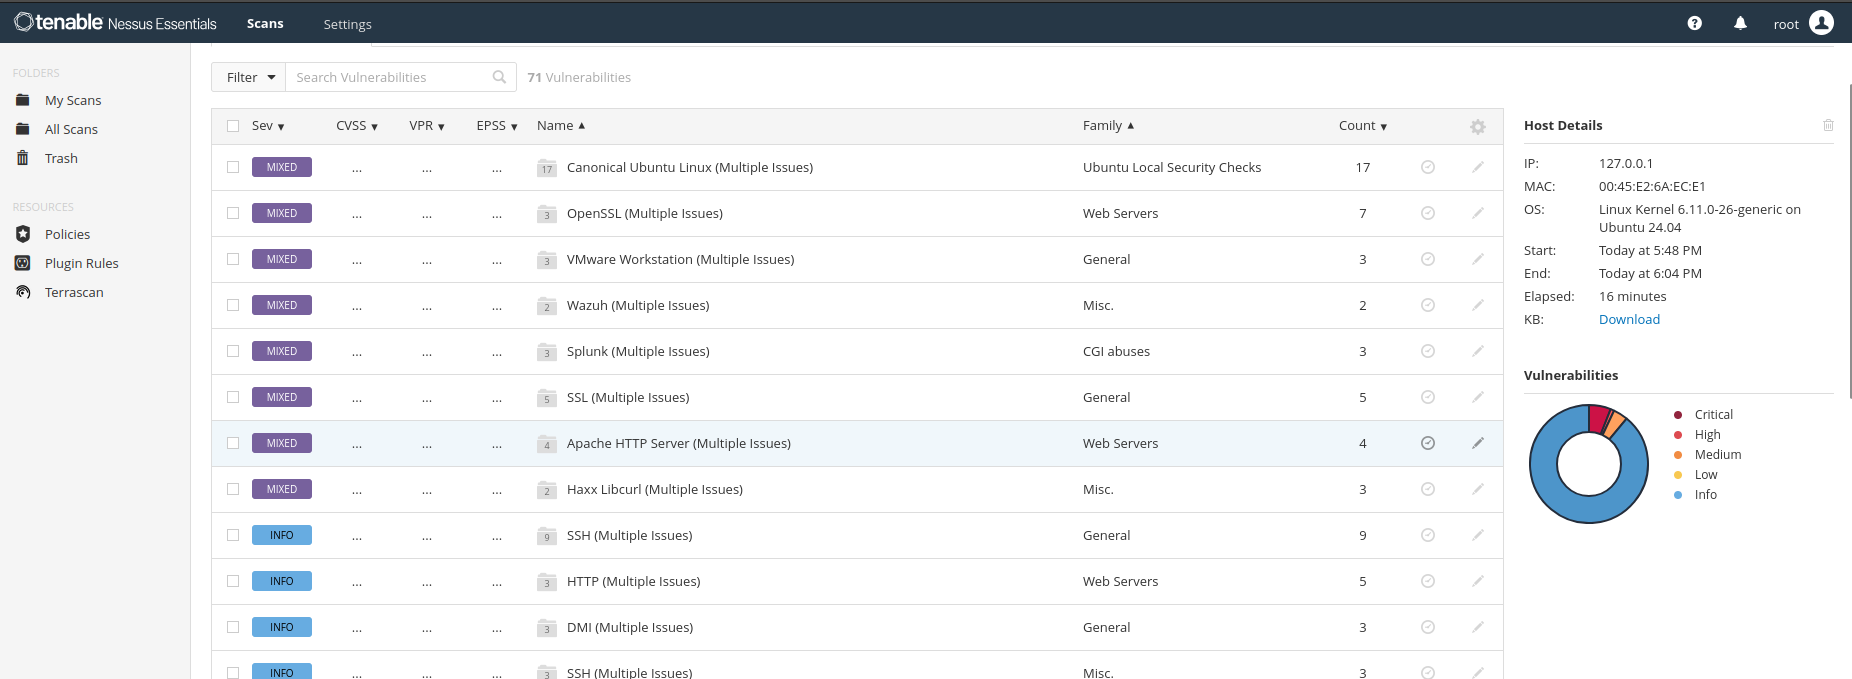 tenable Nessus Essentials Scans Settings root
FOLDERS
My Scans
All Scans
Trash
RESOURCES
Policies
Plugin Rules
Terrascan
Filter Search Vulnerabilities 71 Vulnerabilities
Sev CVSS VPR EPSS Name Family Count
MIXED ... ... ... 17 Canonical Ubuntu Linux (Multiple Issues) Ubuntu Local Security Checks 17
MIXED ... ... ... 3 OpenSSL (Multiple Issues) Web Servers 7
MIXED ... ... ... 3 VMware Workstation (Multiple Issues) General 3
MIXED ... ... ... 2 Wazuh (Multiple Issues) Misc. 2
MIXED ... ... ... 3 Splunk (Multiple Issues) CGI abuses 3
MIXED ... ... ... 5 SSL (Multiple Issues) General 5
MIXED ... ... ... 4 Apache HTTP Server (Multiple Issues) Web Servers 4
MIXED ... ... ... 2 Haxx Libcurl (Multiple Issues) Misc. 3
INFO ... ... ... 9 SSH (Multiple Issues) General 9
INFO ... ... ... 3 HTTP (Multiple Issues) Web Servers 5
INFO ... ... ... 3 DMI (Multiple Issues) General 3
INFO ... ... ... 3 SSH (Multiple Issues) Misc. 3
Host Details
IP: 127.0.0.1
MAC: 00:45:E2:6A:EC:E1
OS: Linux Kernel 6.11.0-26-generic on
Ubuntu 24.04
Start: Today at 5:48 PM
End: Today at 6:04 PM
Elapsed: 16 minutes
KB: Download
Vulnerabilities
Critical
High
Medium
Low
Info